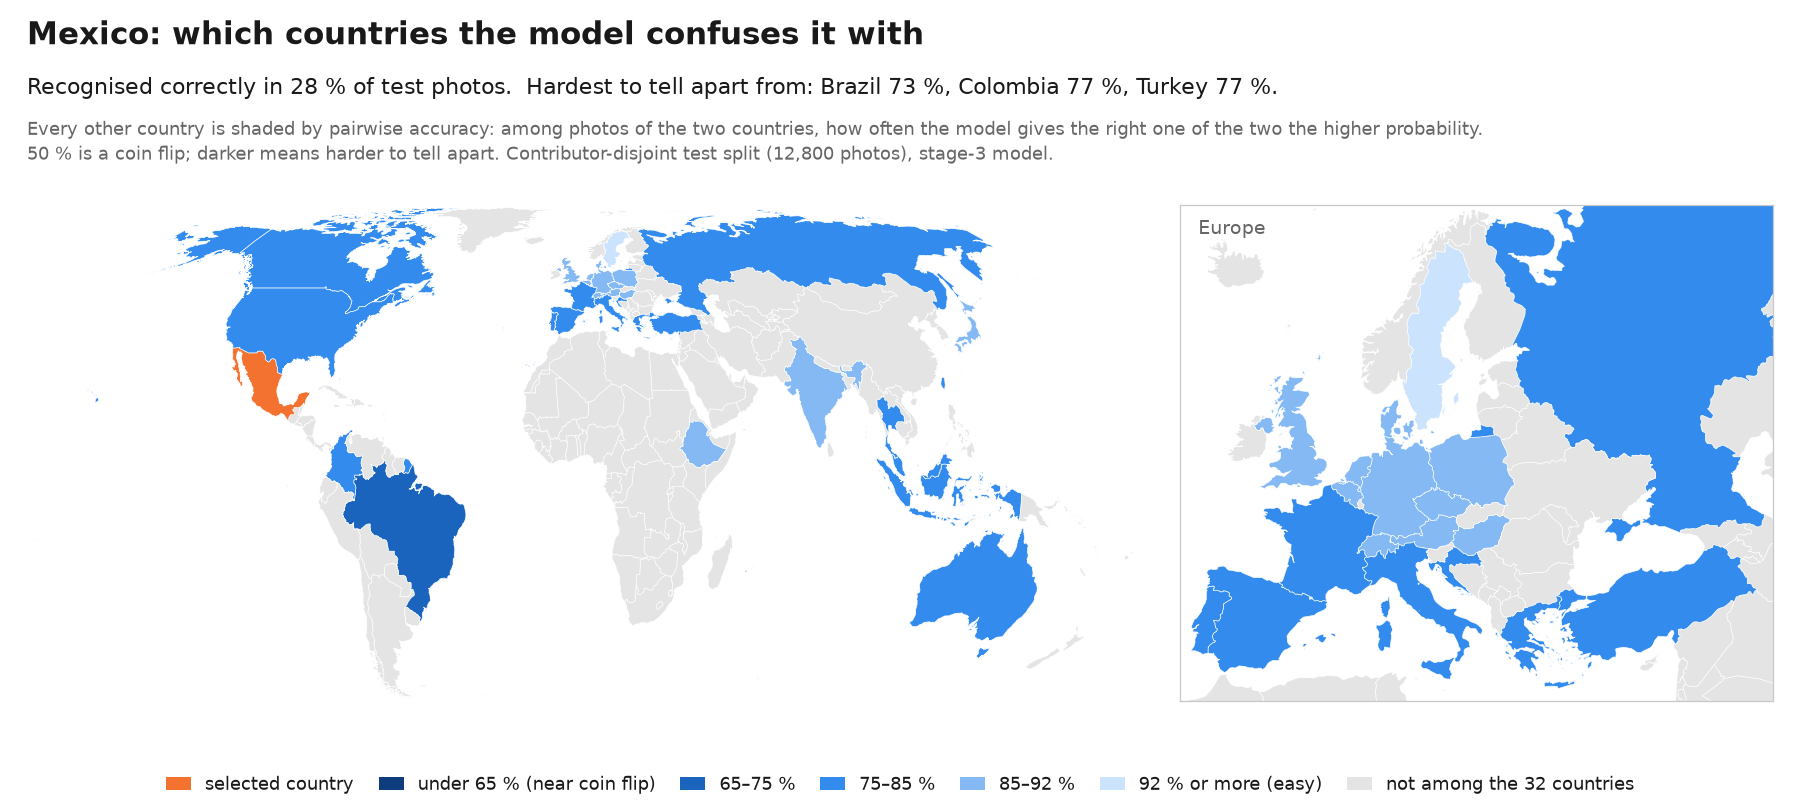 Mexico: which countries the model confuses it with
Recognised correctly in 28 % of test photos.  Hardest to tell apart from: Brazil 73 %, Colombia 77 %, Turkey 77 %.
Every other country is shaded by pairwise accuracy: among photos of the two countries, how often the model gives the right one of the two the higher probability.
50 % is a coin flip; darker means harder to tell apart. Contributor-disjoint test split (12,800 photos), stage-3 model.
Europe
selected country
under 65 % (near coin flip)
65–75 %
75–85 %
85–92 %
92 % or more (easy)
not among the 32 countries